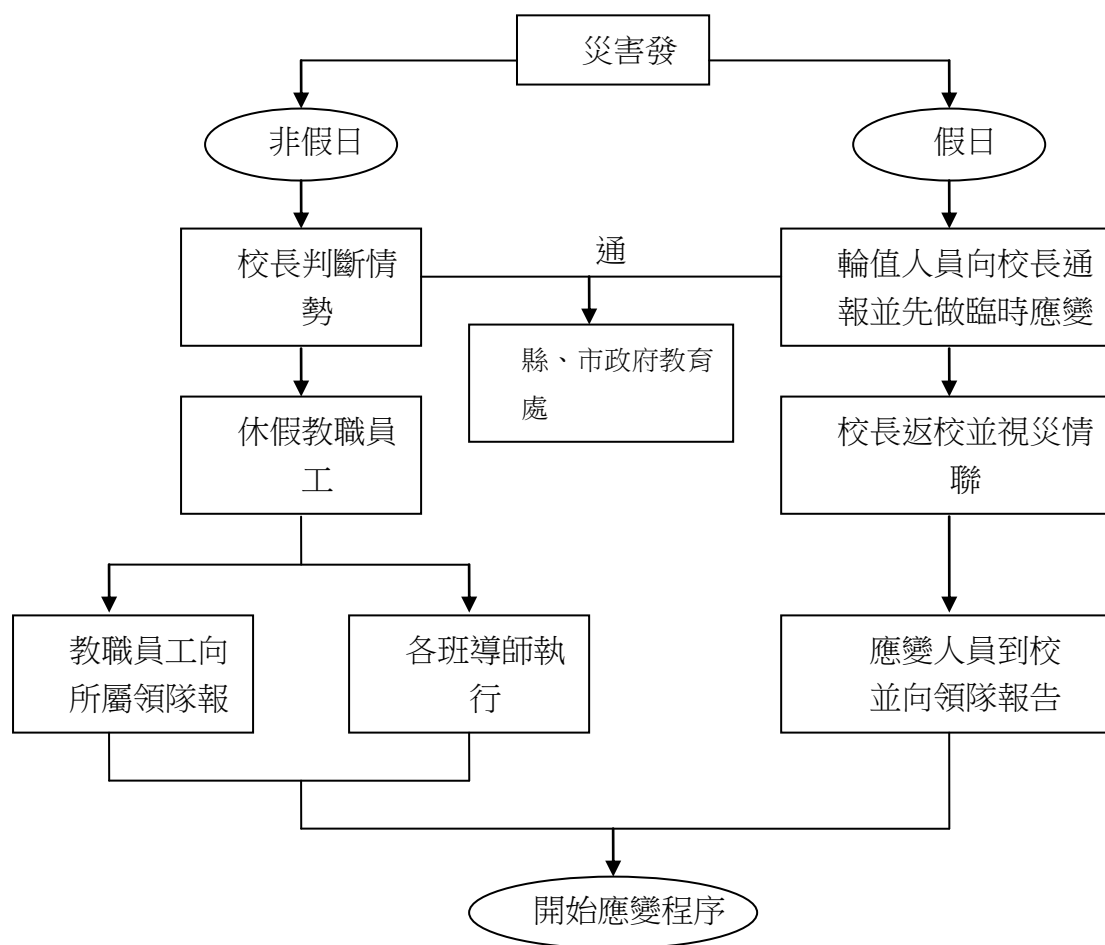 災害發
非假日
假日
校長判斷情
勢
通
輪值人員向校長通
報並先做臨時應變
縣、市政府教育
處
休假教職員
工
校長返校並視災情
聯
教職員工向
所屬領隊報
各班導師執
行
應變人員到校
並向領隊報告
開始應變程序